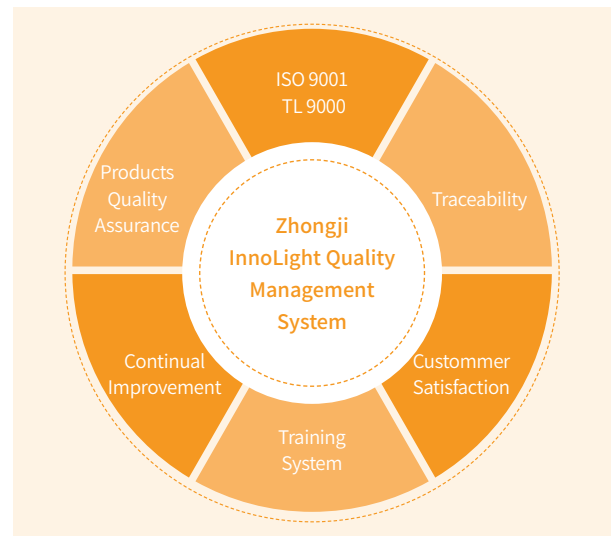 ISO 9001
TL 9000
Traceability
Custommer
Satisfaction
Training
System
Continual
Improvement
Products
Quality
Assurance
Zhongji
InnoLight Quality
Management
System